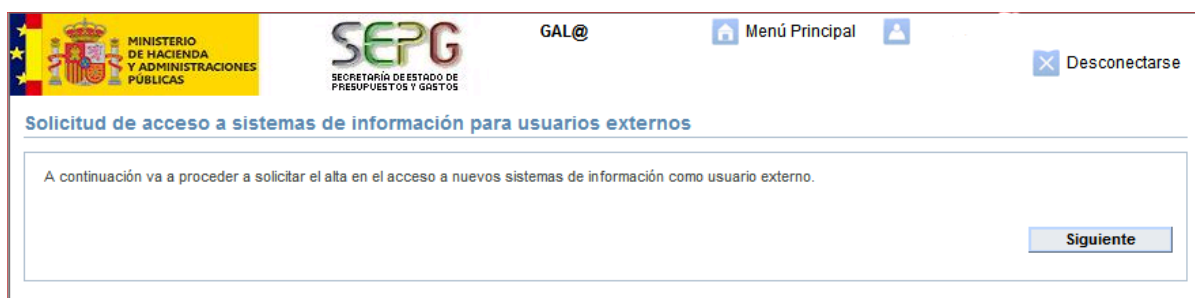 MINISTERIO
DE HACIENDA
Y ADMINISTRACIONES
PÚBLICAS
SEPG
SECRETARÍA DE ESTADO DE
PRESUPUESTOS Y GASTOS
GAL@
Menú Principal
Desconectarse
Solicitud de acceso a sistemas de información para usuarios externos
A continuación va a proceder a solicitar el alta en el acceso a nuevos sistemas de información como usuario externo.
Siguiente